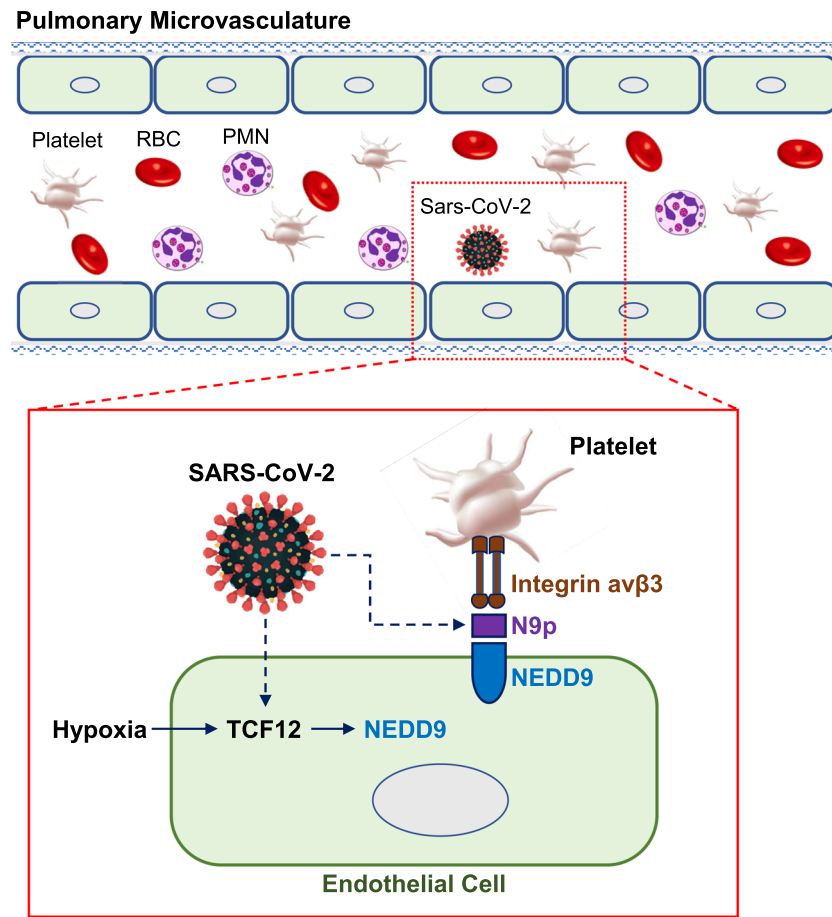 Pulmonary Microvasculature
Platelet
RBC
PMN
Sars-CoV-2
SARS-CoV-2
Platelet
Integrin avβ3
N9p
NEDD9
Hypoxia
TCF12
NEDD9
Endothelial Cell